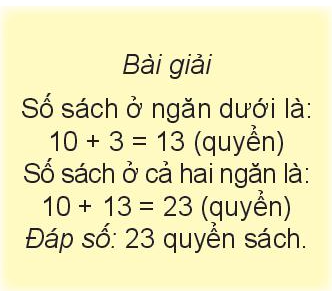 Bài giải
Số sách ở ngăn dưới là:
10 + 3 = 13 (quyển)
Số sách ở cả hai ngăn là:
10 + 13 = 23 (quyển)
Đáp số: 23 quyển sách.